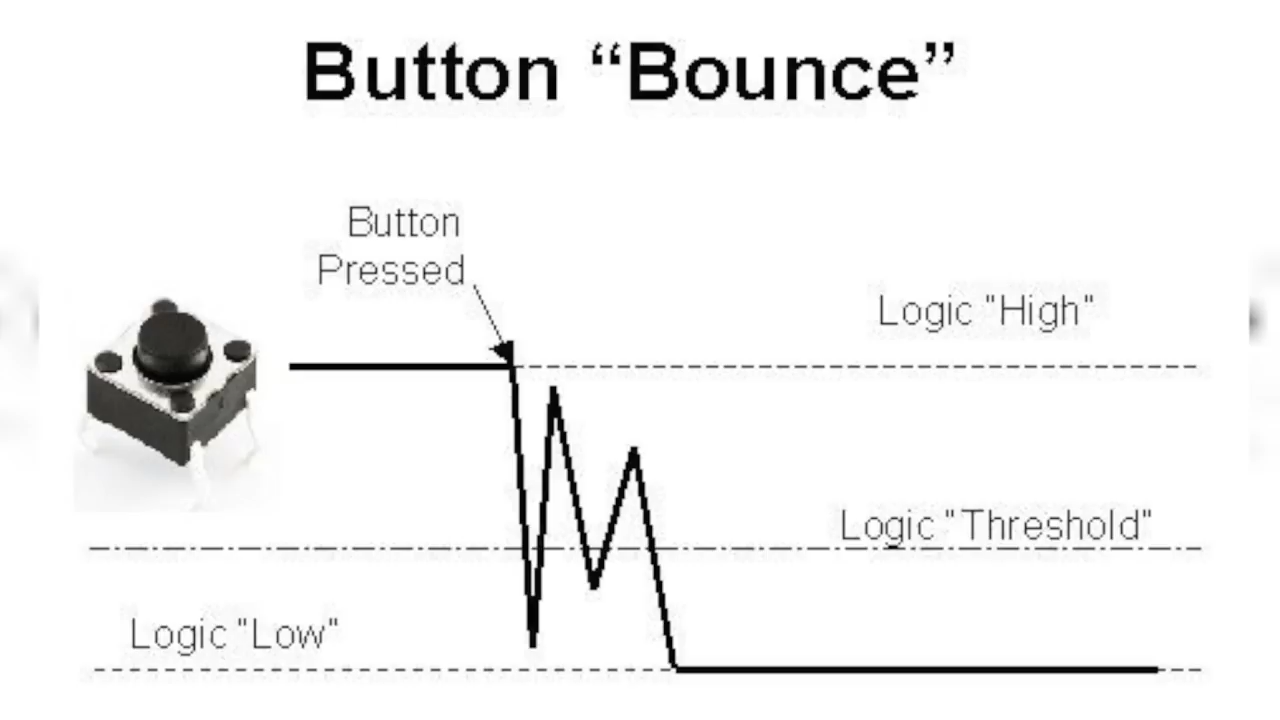 Button “Bounce”
Button
Pressed
Logic "High"
Logic "Threshold"
Logic "Low"